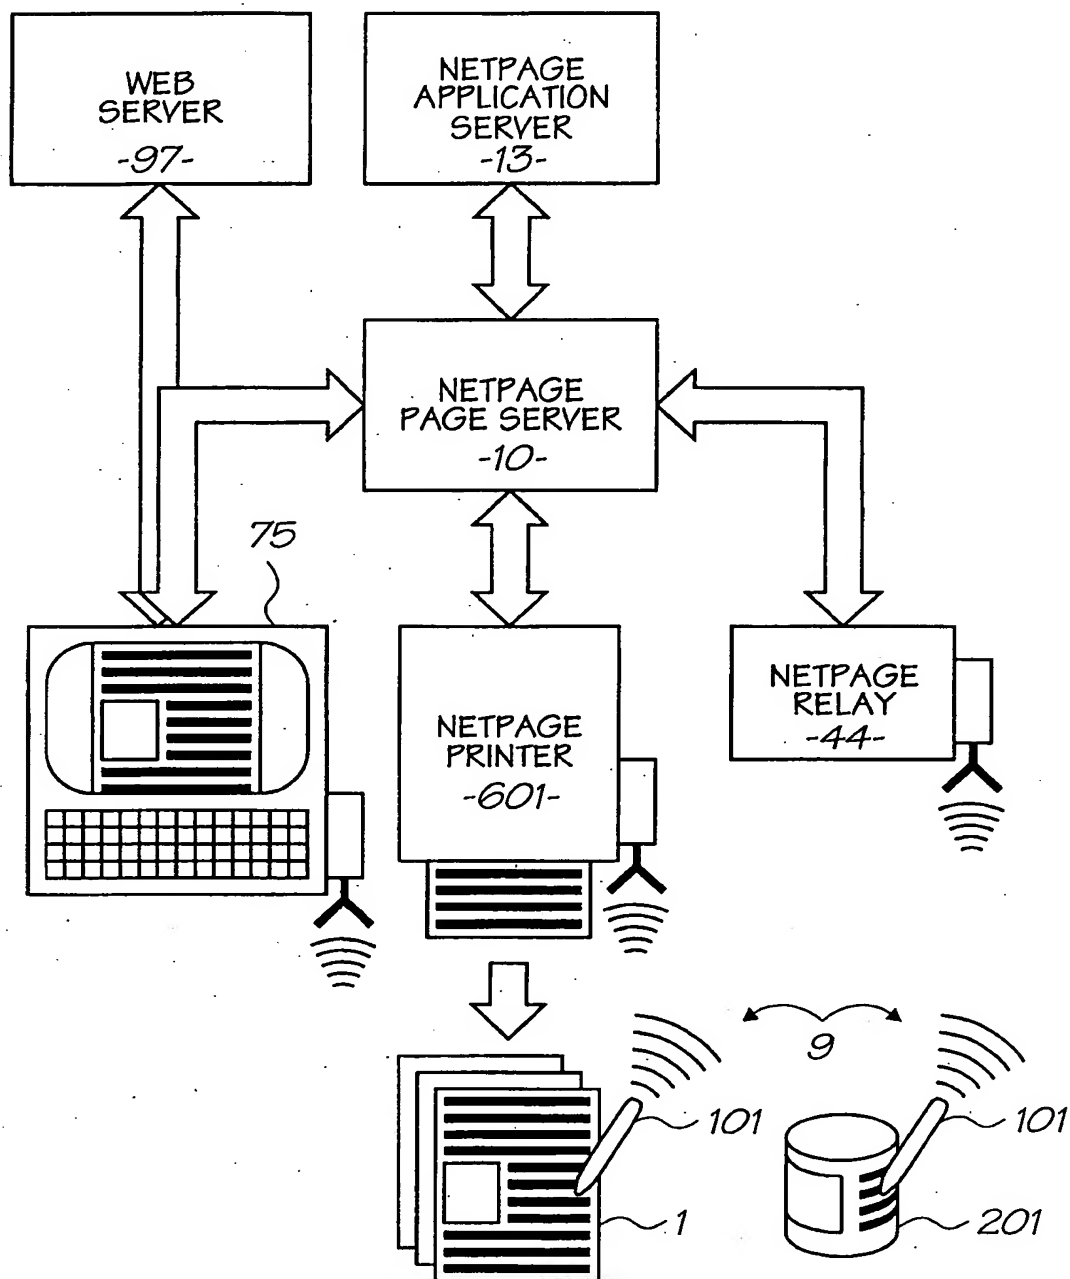 WEB
SERVER
-97-
NETPAGE
APPLICATION
SERVER
-13-
NETPAGE
PAGE SERVER
-10-
75
NETPAGE
PRINTER
-601-
NETPAGE
RELAY
-44-
9
101
101
1
201